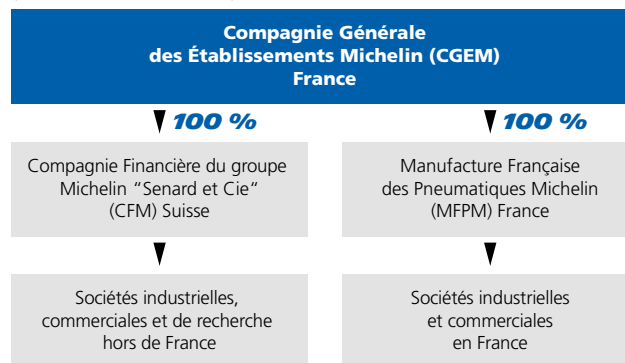 Compagnie Générale
des Établissements Michelin (CGEM)
France
100 %
100 %
Compagnie Financière du groupe
Michelin “Senard et Cie“
(CFM) Suisse
Manufacture Française
des Pneumatiques Michelin
(MFPM) France
Sociétés industrielles,
commerciales et de recherche
hors de France
Sociétés industrielles
et commerciales
en France